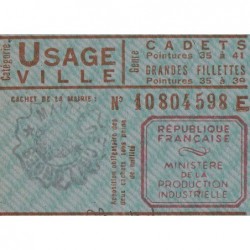 Catégorie
USAGE
VILLE
Genre
CADETS
Pointures 35 à 41
GRANDES FILLETTES
Pointures 35 à 39
CACHET DE LA MAIRIE :
N° 10804598 E
RÉPUBLIQUE
FRANÇAISE
MINISTÈRE
DE LA
PRODUCTION
INDUSTRIELLE